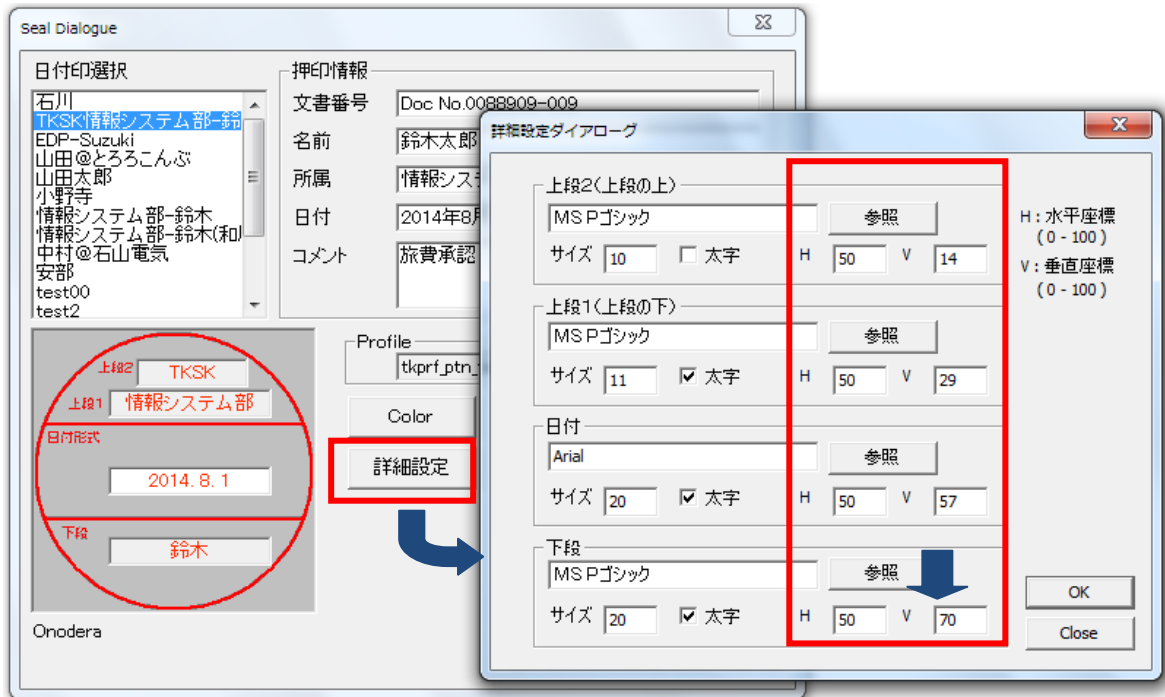 Seal Dialogue
日付印選択
石川
TKSK情報システム部-鈴
EDP-Suzuki
山田@とろろこんぶ
山田太郎
小野寺
情報システム部-鈴木
情報システム部-鈴木(和
中村@石山電気
安部
test00
test2
押印情報
文書番号
Doc No.0088909-009
名前
鈴木太郎
所属
情報シス
日付
2014年8月
コメント
旅費承認
上段2
TKSK
上段1
情報システム部
日付形式
2014. 8. 1
下段
鈴木
Onodera
Profile
tkprf_ptn_
Color
詳細設定
詳細設定ダイアローグ
上段2(上段の上)
MS Pゴシック
参照
サイズ 10 太字 H 50 V 14
上段1(上段の下)
MS Pゴシック
参照
サイズ 11 太字 H 50 V 29
日付
Arial
参照
サイズ 20 太字 H 50 V 57
下段
MS Pゴシック
参照
サイズ 20 太字 H 50 V 70
H:水平座標
(0-100)
V:垂直座標
(0-100)
OK
Close